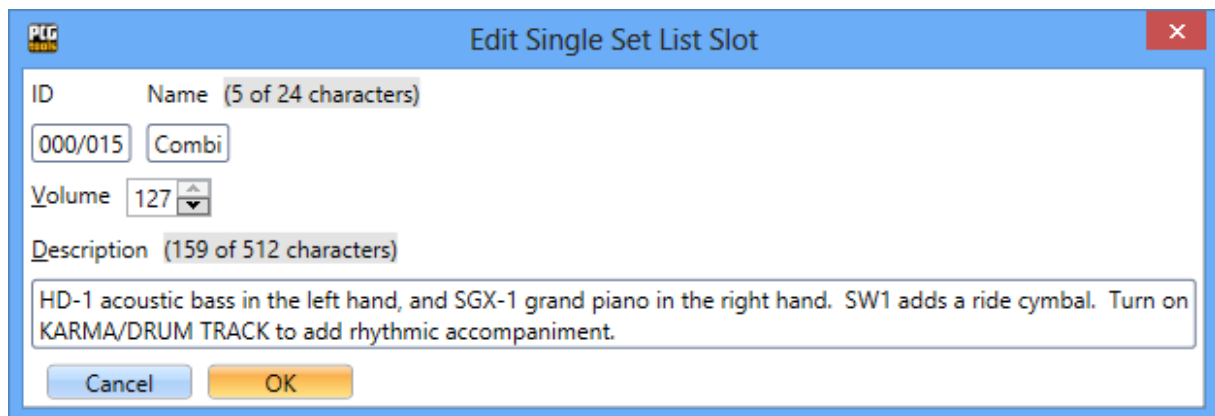 PCG tools
Edit Single Set List Slot
ID Name (5 of 24 characters)
000/015 Combi
Volume 127
Description (159 of 512 characters)
HD-1 acoustic bass in the left hand, and SGX-1 grand piano in the right hand.  SW1 adds a ride cymbal.  Turn on
KARMA/DRUM TRACK to add rhythmic accompaniment.
Cancel OK